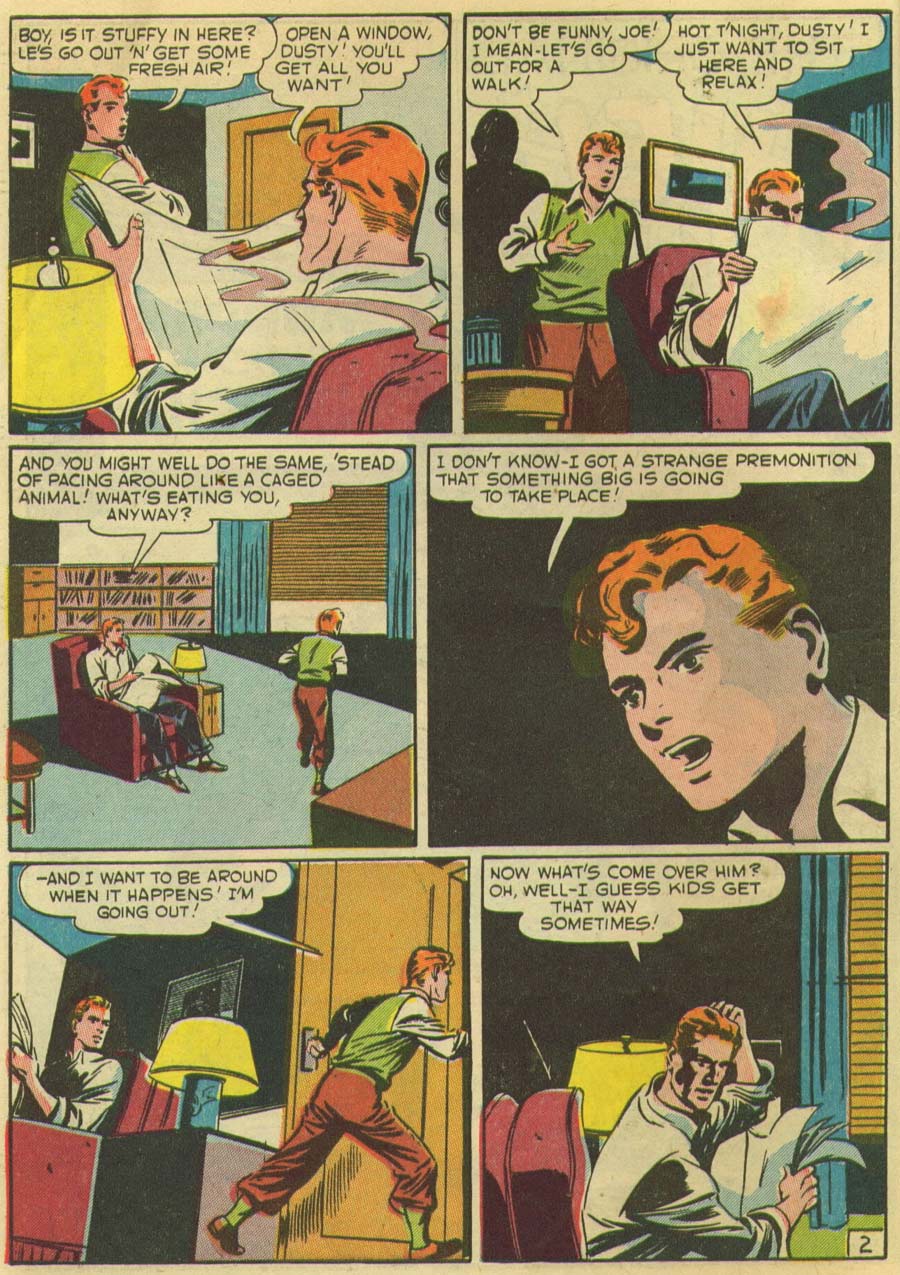 BOY, IS IT STUFFY IN HERE?
LE'S GO OUT 'N' GET SOME
FRESH AIR!
OPEN A WINDOW,
DUSTY! YOU'LL
GET ALL YOU
WANT!
DON'T BE FUNNY, JOE!
I MEAN-LET'S GO
OUT FOR A
WALK!
HOT T'NIGHT, DUSTY! I
JUST WANT TO SIT
HERE AND
RELAX!
AND YOU MIGHT WELL DO THE SAME, 'STEAD
OF PACING AROUND LIKE A CAGED
ANIMAL! WHAT'S EATING YOU,
ANYWAY?
I DON'T KNOW-I GOT A STRANGE PREMONITION
THAT SOMETHING BIG IS GOING
TO TAKE PLACE!
-AND I WANT TO BE AROUND
WHEN IT HAPPENS! I'M
GOING OUT!
NOW WHAT'S COME OVER HIM?
OH, WELL-I GUESS KIDS GET
THAT WAY
SOMETIMES!
2